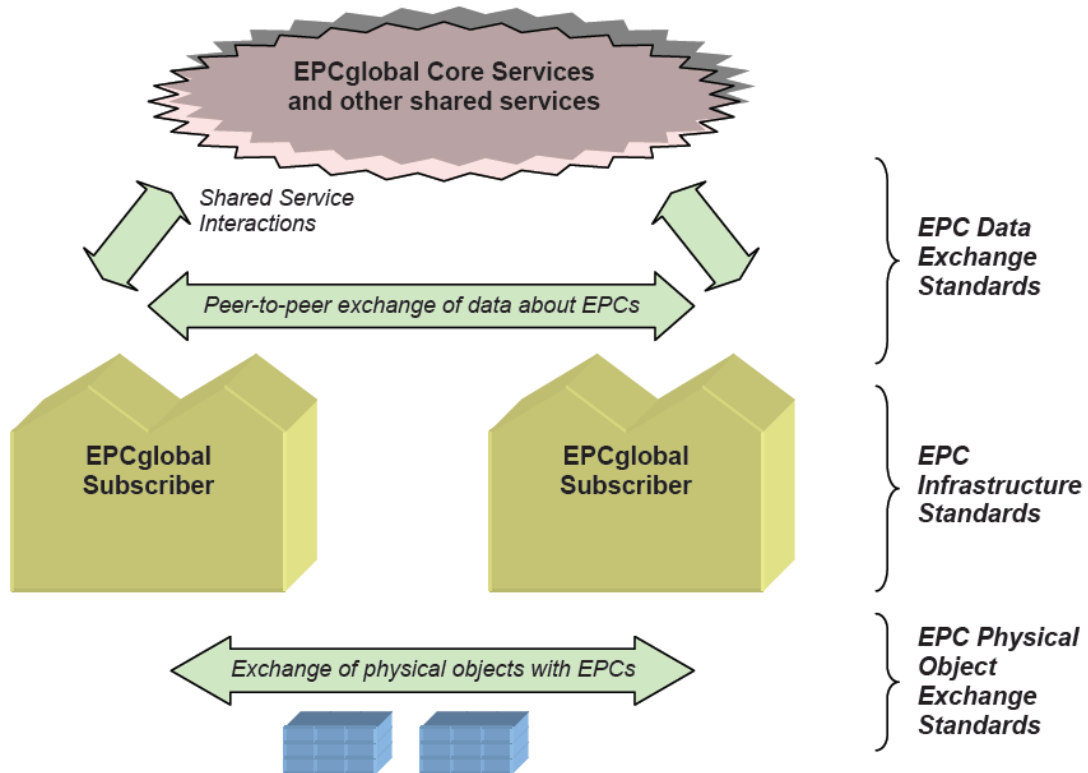 EPCglobal Core Services
and other shared services
Shared Service
Interactions
Peer-to-peer exchange of data about EPCs
EPC Data
Exchange
Standards
EPCglobal
Subscriber
EPCglobal
Subscriber
EPC
Infrastructure
Standards
Exchange of physical objects with EPCs
EPC Physical
Object
Exchange
Standards